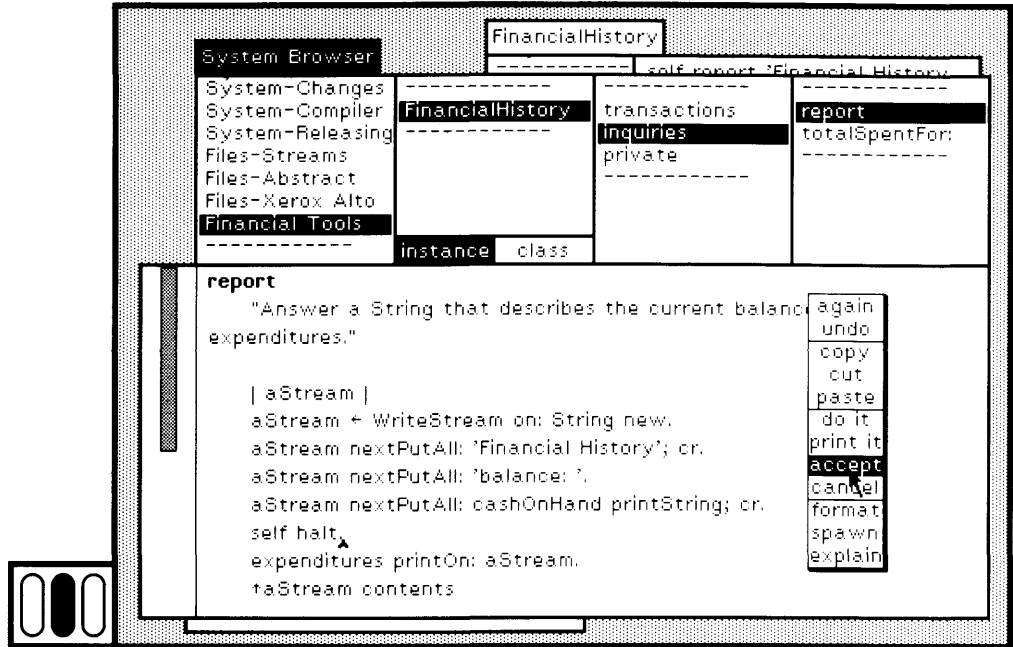 FinancialHistory
System Browser
self report 'Financial History
System-Changes
System-Compiler
System-Releasing
Files-Streams
Files-Abstract
Files-Xerox Alto
Financial Tools
------------
------------
FinancialHistory
------------
instance class
------------
transactions
inquiries
private
------------
------------
report
totalSpentFor:
------------
report
"Answer a String that describes the current balanc
expenditures."
| aStream |
aStream ← WriteStream on: String new.
aStream nextPutAll: 'Financial History'; cr.
aStream nextPutAll: 'balance: '.
aStream nextPutAll: cashOnHand printString; cr.
self halt.
expenditures printOn: aStream.
↑aStream contents
again
undo
copy
cut
paste
do it
print it
accept
cancel
format
spawn
explain